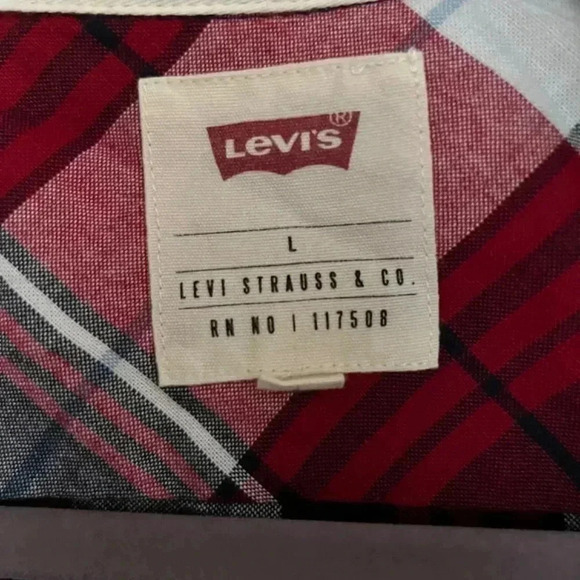 Levi's®
L
LEVI STRAUSS & CO.
RN NO | 117508